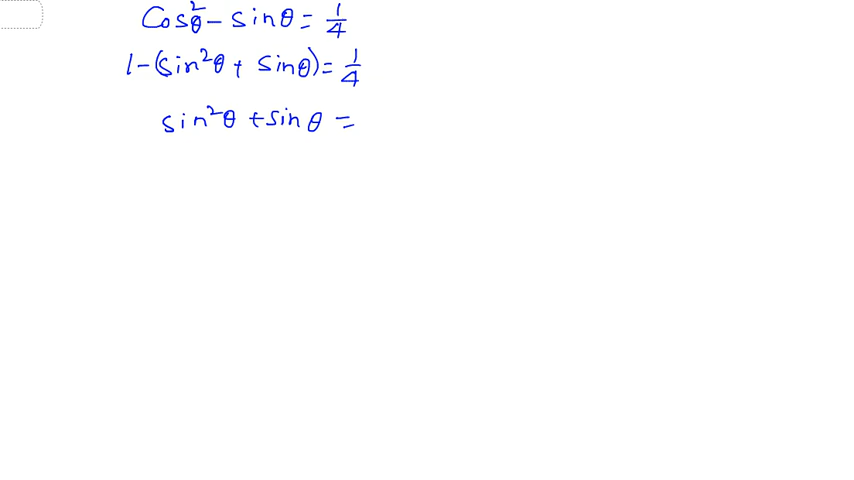 Cos²θ - sinθ = 1/4
1 - (sin²θ + sinθ) = 1/4
sin²θ + sinθ =